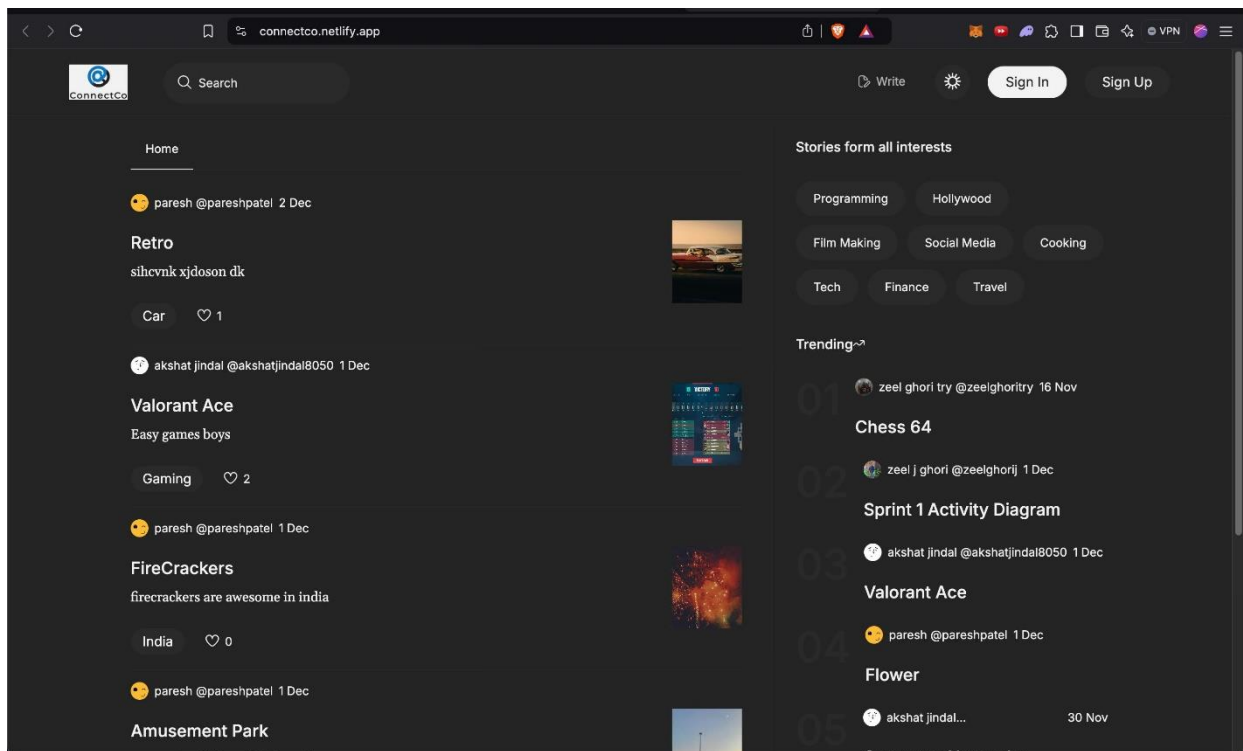 connectco.netlify.app
VPN
ConnectCo
Search
Write
Sign In
Sign Up
Home
paresh @pareshpatel 2 Dec
Retro
sihcvnk xjdoson dk
Car
1
akshat jindal @akshatjindal8050 1 Dec
Valorant Ace
Easy games boys
VICTORY
Gaming
2
paresh @pareshpatel 1 Dec
FireCrackers
firecrackers are awesome in india
India
0
paresh @pareshpatel 1 Dec
Amusement Park
Stories form all interests
Programming
Hollywood
Film Making
Social Media
Cooking
Tech
Finance
Travel
Trending
01
zeel ghori try @zeelghoritry 16 Nov
Chess 64
02
zeel j ghori @zeelghorij 1 Dec
Sprint 1 Activity Diagram
03
akshat jindal @akshatjindal8050 1 Dec
Valorant Ace
04
paresh @pareshpatel 1 Dec
Flower
05
akshat jindal... 30 Nov